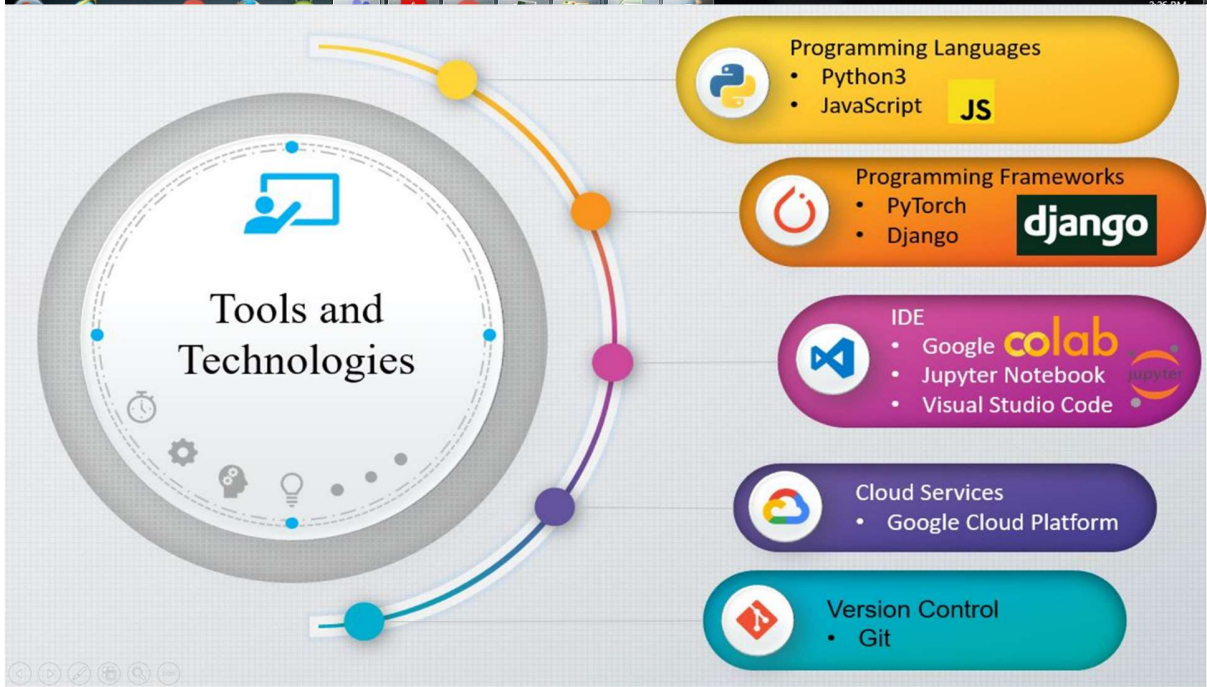 Tools and
Technologies
Programming Languages
• Python3
• JavaScript JS
Programming Frameworks
• PyTorch
• Django django
IDE
• Google colab
• Jupyter Notebook jupyter
• Visual Studio Code
Cloud Services
• Google Cloud Platform
Version Control
• Git